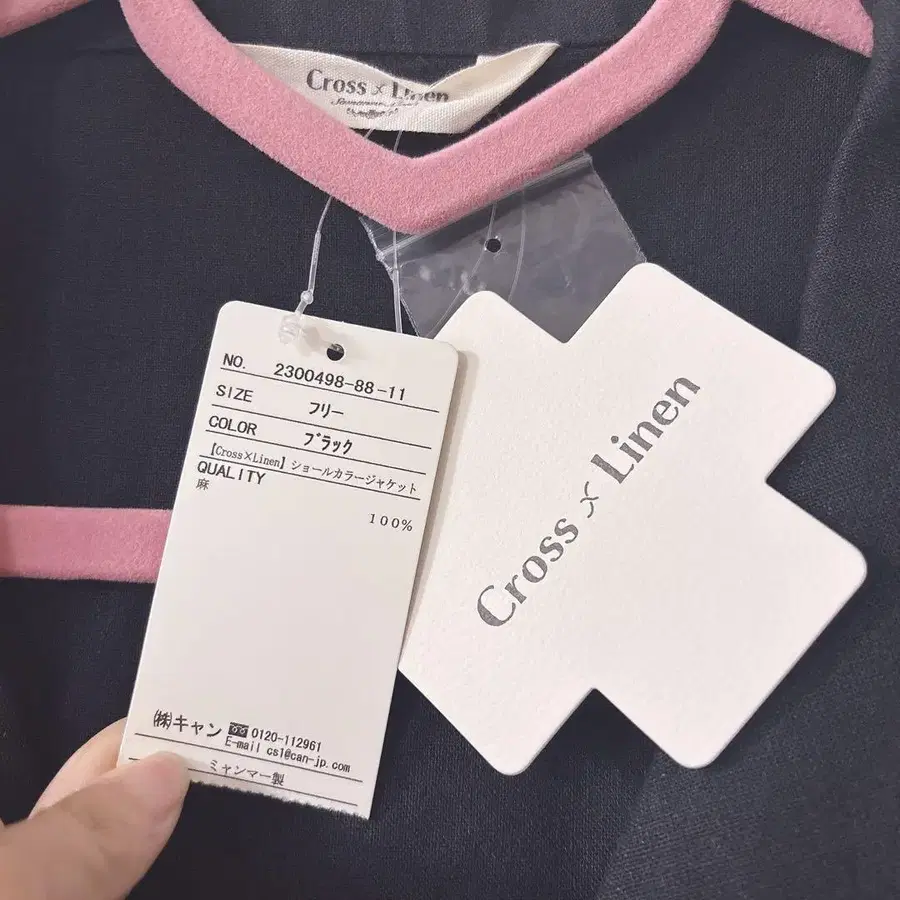 Cross × Linen
NO. 2300498-88-11
SIZE フリー
COLOR ブラック
【Cross×Linen】ショールカラージャケット
QUALITY
麻
100%
㈱キャン 0120-112961
E-mail cs1@can-jp.com
ミャンマー製
Cross × Linen